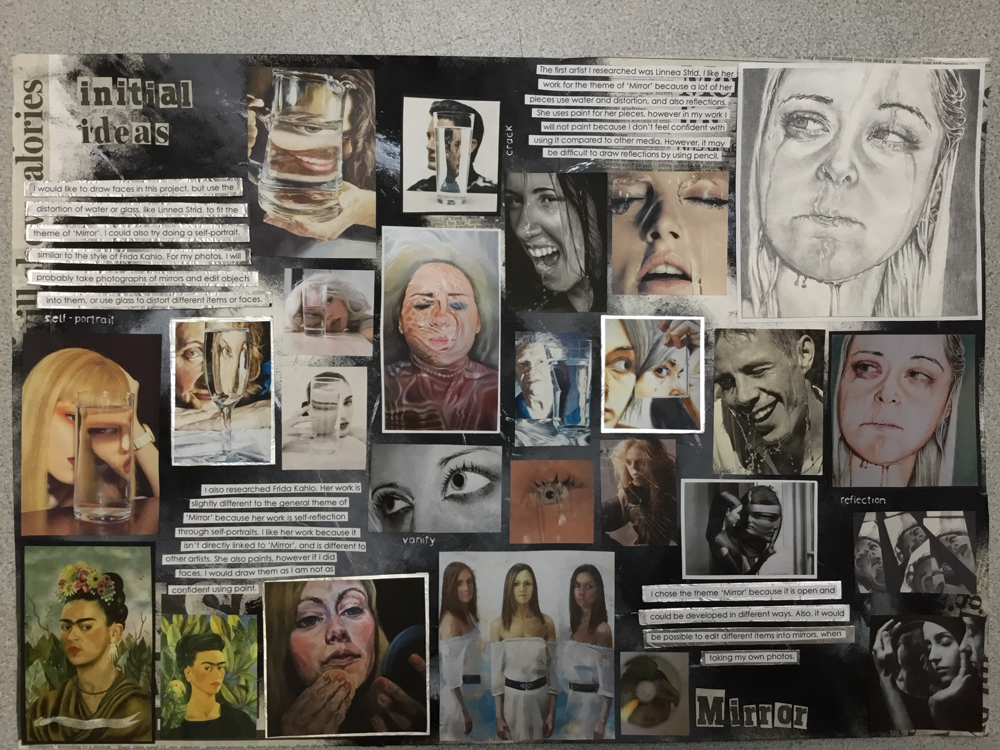 initial
ideas
I would like to draw faces in this project, but use the
distortion of water or glass, like Linnea Strid, to fit the
theme of 'Mirror'. I could also try doing a self-portrait,
similar to the style of Frida Kahlo. For my photos, I will
probably take photographs of mirrors and edit objects
into them, or use glass to distort different items or faces.
self-portrait
crack
The first artist I researched was Linnea Strid. I like her
work for the theme of 'Mirror' because a lot of her
pieces use water and distortion, and also reflections.
She uses paint for her pieces, however in my work I
will not paint because I don't feel confident with
using it compared to other media. However, it may
be difficult to draw reflections by using pencil.
I also researched Frida Kahlo. Her work is
slightly different to the general theme of
'Mirror' because her work is self-reflection
through self-portraits. I like her work because it
isn't directly linked to 'Mirror', and is different to
other artists. She also paints, however if I did
faces, I would draw them as I am not as
confident using paint.
vanity
reflection
I chose the theme 'Mirror' because it is open and
could be developed in different ways. Also, it would
be possible to edit different items into mirrors, when
taking my own photos.
Mirror
alories
wing mirror smashed into his skull on a